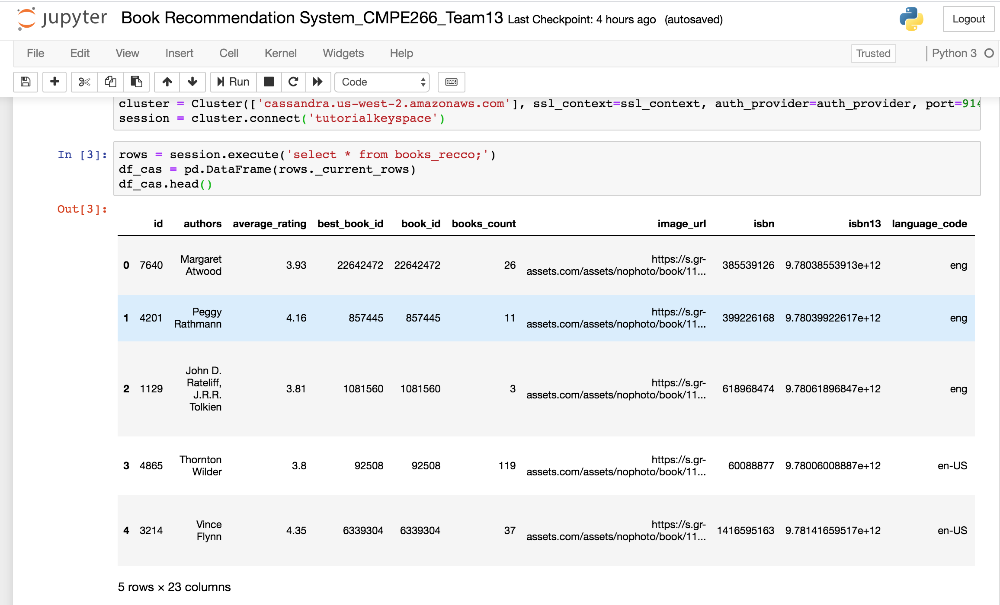 jupyter Book Recommendation System_CMPE266_Team13 Last Checkpoint: 4 hours ago (autosaved) Logout
File Edit View Insert Cell Kernel Widgets Help Trusted Python 3
Run Code
cluster = Cluster(['cassandra.us-west-2.amazonaws.com'], ssl_context=ssl_context, auth_provider=auth_provider, port=914
session = cluster.connect('tutorialkeyspace')
In [3]: rows = session.execute('select * from books_recco;')
df_cas = pd.DataFrame(rows._current_rows)
df_cas.head()
Out[3]:
id authors average_rating best_book_id book_id books_count image_url isbn isbn13 language_code
0 7640 Margaret Atwood 3.93 22642472 22642472 26 https://s.gr-assets.com/assets/nophoto/book/11... 385539126 9.78038553913e+12 eng
1 4201 Peggy Rathmann 4.16 857445 857445 11 https://s.gr-assets.com/assets/nophoto/book/11... 399226168 9.78039922617e+12 eng
2 1129 John D. Rateliff, J.R.R. Tolkien 3.81 1081560 1081560 3 https://s.gr-assets.com/assets/nophoto/book/11... 618968474 9.78061896847e+12 eng
3 4865 Thornton Wilder 3.8 92508 92508 119 https://s.gr-assets.com/assets/nophoto/book/11... 60088877 9.78006008887e+12 en-US
4 3214 Vince Flynn 4.35 6339304 6339304 37 https://s.gr-assets.com/assets/nophoto/book/11... 1416595163 9.78141659517e+12 en-US
5 rows × 23 columns